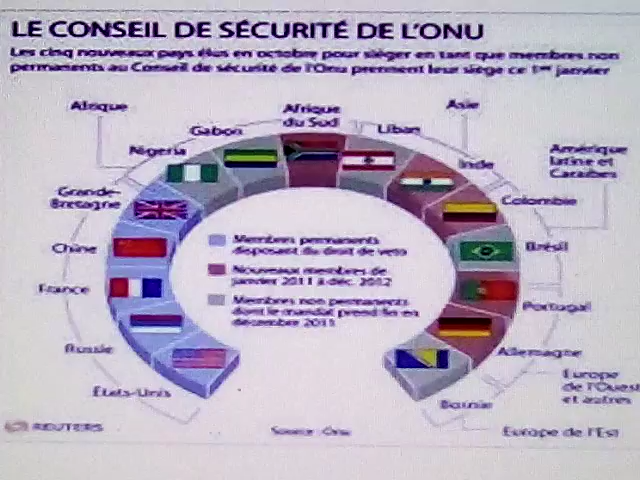 LE CONSEIL DE SÉCURITÉ DE L'ONU
Les cinq nouveaux pays élus en octobre pour siéger en tant que membres non
permanents au Conseil de sécurité de l'Onu prennent leur siège ce 1er janvier
Afrique
Afrique
du Sud
Asie
Gabon
Liban
Nigeria
Inde
Amérique
latine et
Caraïbes
Grande-
Bretagne
Colombie
Chine
Brésil
France
Portugal
Russie
Allemagne
États-Unis
Bosnie
Europe
de l'Ouest
et autres
Europe de l'Est
Membres permanents
disposant du droit de veto
Nouveaux membres de
janvier 2011 à déc. 2012
Membres non permanents
dont le mandat prend fin en
décembre 2011
REUTERS
Source : Onu